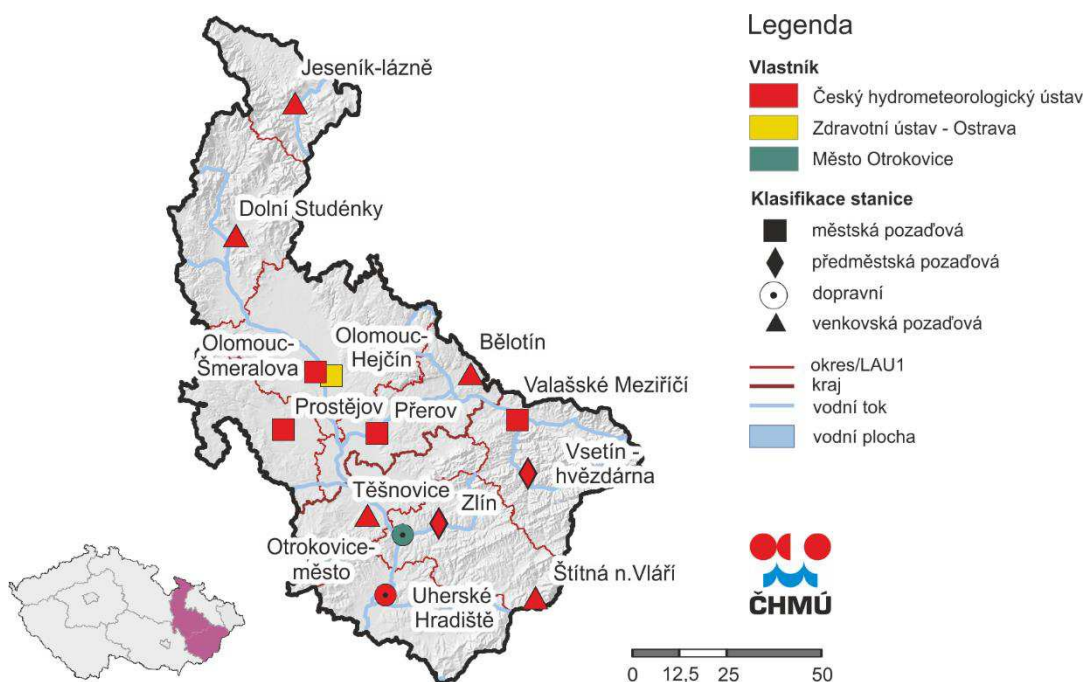 Legenda
Vlastník
Český hydrometeorologický ústav
Zdravotní ústav - Ostrava
Město Otrokovice
Klasifikace stanice
městská pozaďová
předměstská pozaďová
dopravní
venkovská pozaďová
okres/LAU1
kraj
vodní tok
vodní plocha
Jeseník-lázně
Dolní Studénky
Olomouc-
Šmeralova
Olomouc-
Hejčín
Bělotín
Valašské Meziříčí
Prostějov
Přerov
Vsetín -
hvězdárna
Těšnovice
Zlín
Otrokovice-
město
Štítná n.Vláří
Uherské
Hradiště
ČHMÚ
0 12,5 25 50